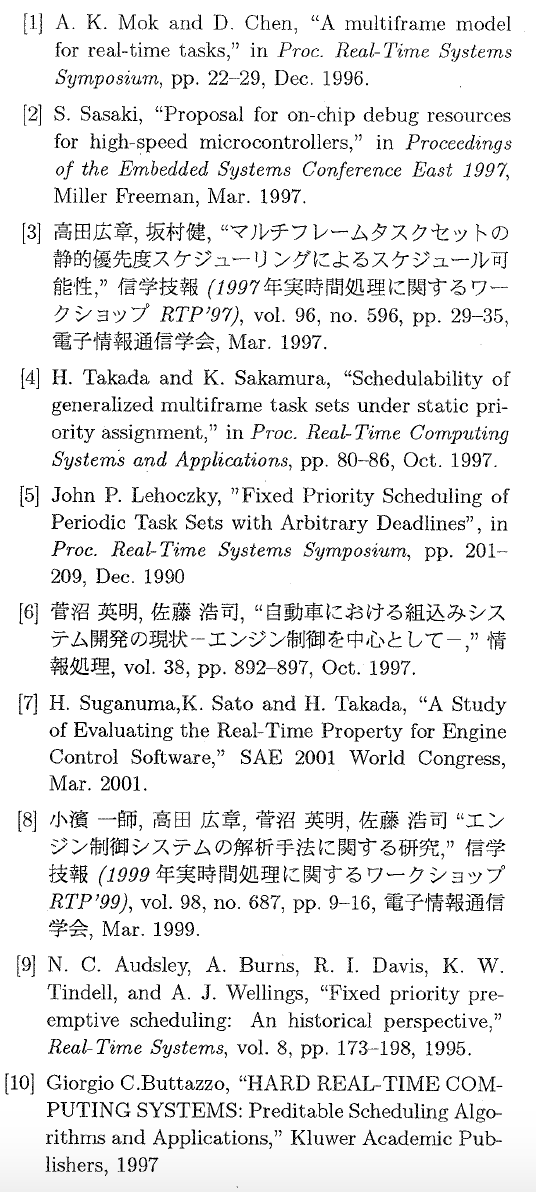 [1] A. K. Mok and D. Chen, “A multiframe model
for real-time tasks,” in Proc. Real-Time Systems
Symposium, pp. 22–29, Dec. 1996.
[2] S. Sasaki, “Proposal for on-chip debug resources
for high-speed microcontrollers,” in Proceedings
of the Embedded Systems Conference East 1997,
Miller Freeman, Mar. 1997.
[3] 高田広章, 坂村健, “マルチフレームタスクセットの
静的優先度スケジューリングによるスケジュール可
能性,” 信学技報 (1997年実時間処理に関するワー
クショップ RTP’97), vol. 96, no. 596, pp. 29–35,
電子情報通信学会, Mar. 1997.
[4] H. Takada and K. Sakamura, “Schedulability of
generalized multiframe task sets under static pri-
ority assignment,” in Proc. Real-Time Computing
Systems and Applications, pp. 80–86, Oct. 1997.
[5] John P. Lehoczky, ”Fixed Priority Scheduling of
Periodic Task Sets with Arbitrary Deadlines”, in
Proc. Real-Time Systems Symposium, pp. 201–
209, Dec. 1990
[6] 菅沼 英明, 佐藤 浩司, “自動車における組込みシス
テム開発の現状－エンジン制御を中心として－,” 情
報処理, vol. 38, pp. 892–897, Oct. 1997.
[7] H. Suganuma,K. Sato and H. Takada, “A Study
of Evaluating the Real-Time Property for Engine
Control Software,” SAE 2001 World Congress,
Mar. 2001.
[8] 小濱 一師, 高田 広章, 菅沼 英明, 佐藤 浩司 “エン
ジン制御システムの解析手法に関する研究,” 信学
技報 (1999 年実時間処理に関するワークショップ
RTP’99), vol. 98, no. 687, pp. 9–16, 電子情報通信
学会, Mar. 1999.
[9] N. C. Audsley, A. Burns, R. I. Davis, K. W.
Tindell, and A. J. Wellings, “Fixed priority pre-
emptive scheduling: An historical perspective,”
Real-Time Systems, vol. 8, pp. 173–198, 1995.
[10] Giorgio C.Buttazzo, “HARD REAL-TIME COM-
PUTING SYSTEMS: Preditable Scheduling Algo-
rithms and Applications,” Kluwer Academic Pub-
lishers, 1997